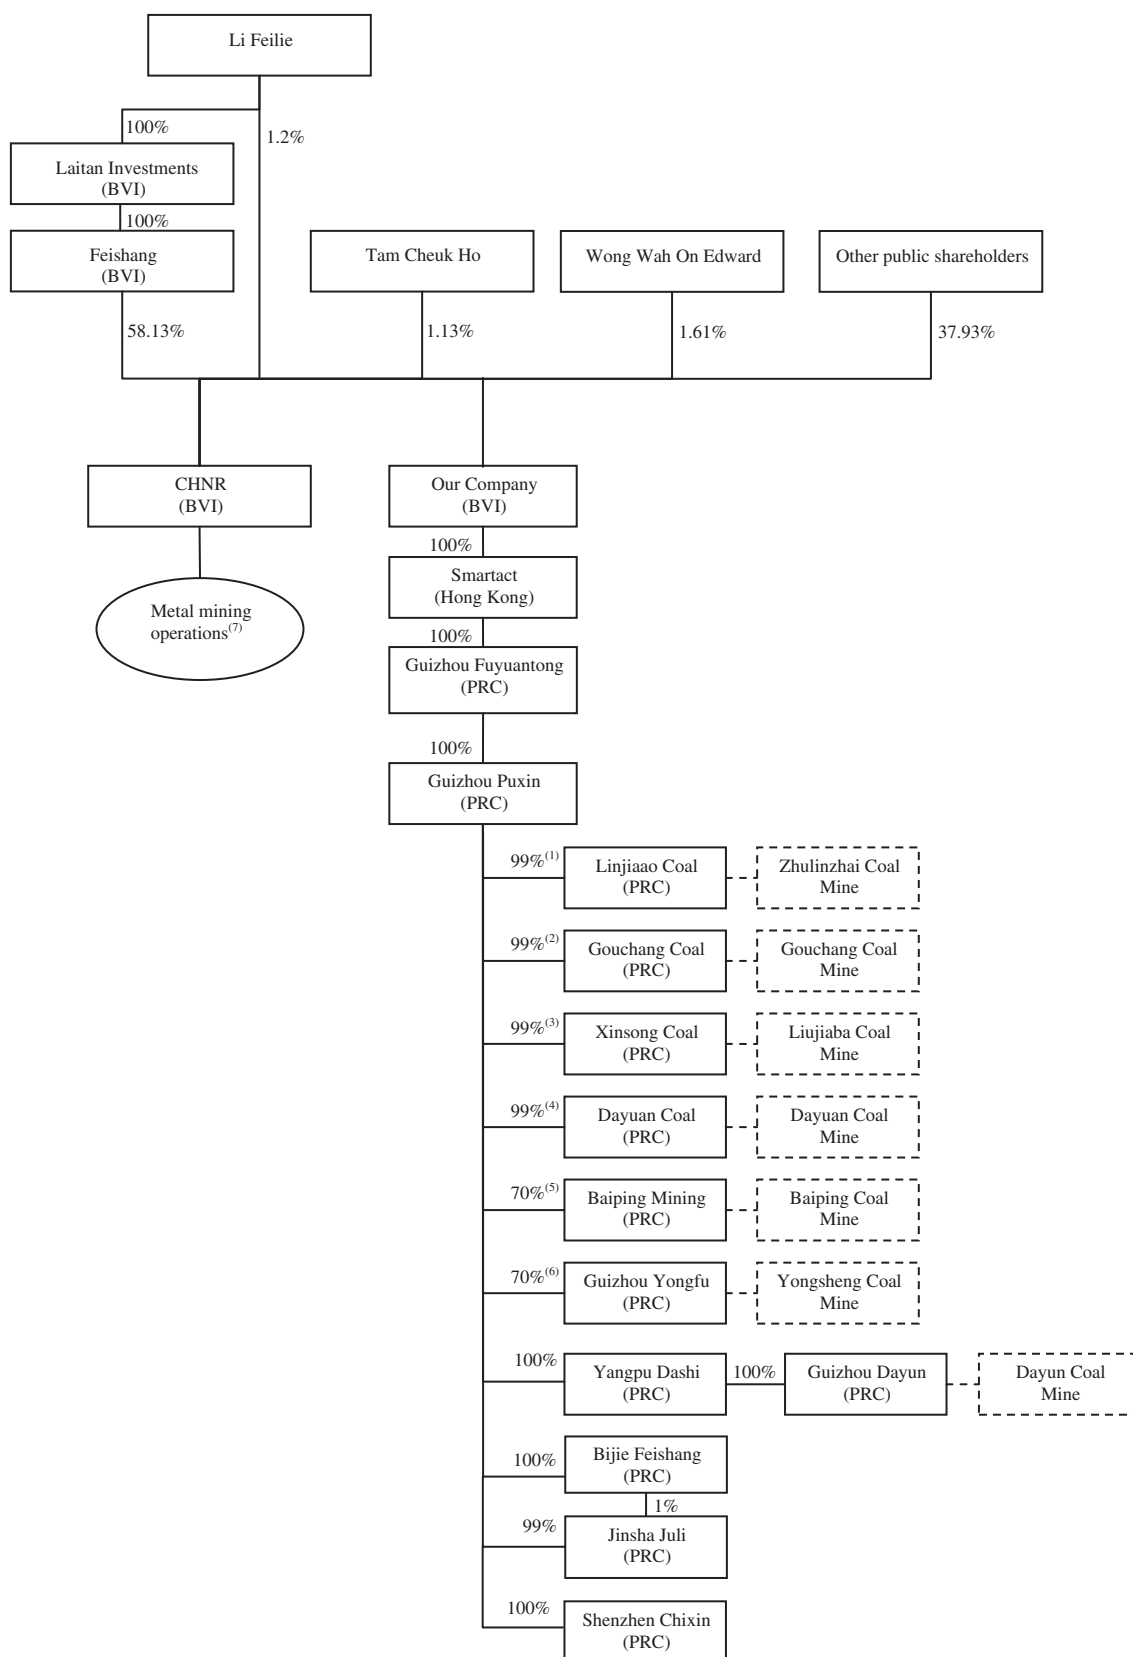 Li Feilie
100%
1.2%
Laitan Investments
(BVI)
100%
Feishang
(BVI)
Tam Cheuk Ho
Wong Wah On Edward
Other public shareholders
58.13%
1.13%
1.61%
37.93%
CHNR
(BVI)
Our Company
(BVI)
100%
Metal mining
operations(7)
Smartact
(Hong Kong)
100%
Guizhou Fuyuantong
(PRC)
100%
Guizhou Puxin
(PRC)
99%(1)
Linjiaao Coal
(PRC)
Zhulinzhai Coal
Mine
99%(2)
Gouchang Coal
(PRC)
Gouchang Coal
Mine
99%(3)
Xinsong Coal
(PRC)
Liujiaba Coal
Mine
99%(4)
Dayuan Coal
(PRC)
Dayuan Coal
Mine
70%(5)
Baiping Mining
(PRC)
Baiping Coal
Mine
70%(6)
Guizhou Yongfu
(PRC)
Yongsheng Coal
Mine
100%
Yangpu Dashi
(PRC)
100%
Guizhou Dayun
(PRC)
Dayun Coal
Mine
100%
Bijie Feishang
(PRC)
1%
99%
Jinsha Juli
(PRC)
100%
Shenzhen Chixin
(PRC)